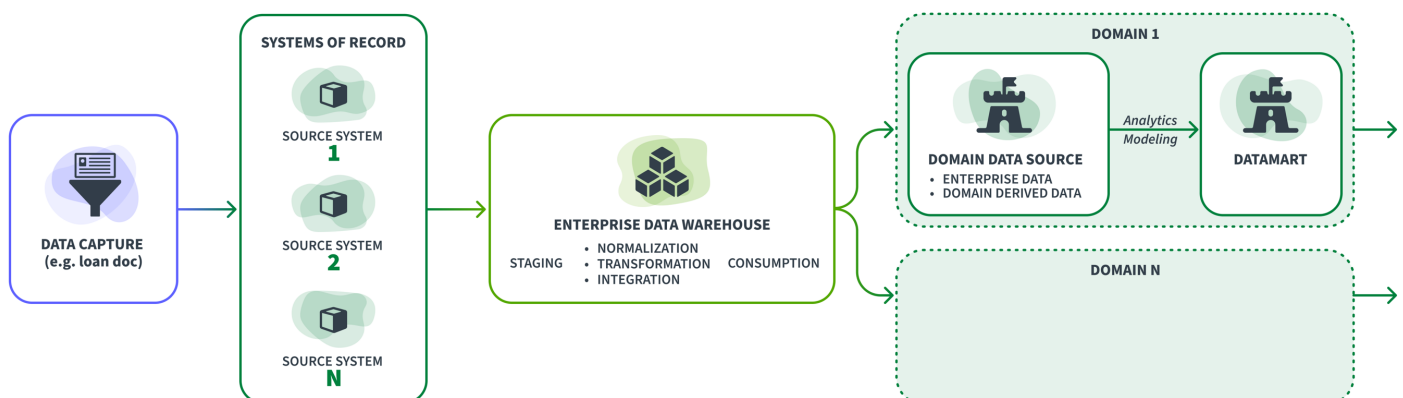 DATA CAPTURE
(e.g. loan doc)
SYSTEMS OF RECORD
SOURCE SYSTEM
1
SOURCE SYSTEM
2
SOURCE SYSTEM
N
ENTERPRISE DATA WAREHOUSE
STAGING
• NORMALIZATION
• TRANSFORMATION
• INTEGRATION
CONSUMPTION
DOMAIN 1
DOMAIN DATA SOURCE
• ENTERPRISE DATA
• DOMAIN DERIVED DATA
Analytics
Modeling
DATAMART
DOMAIN N